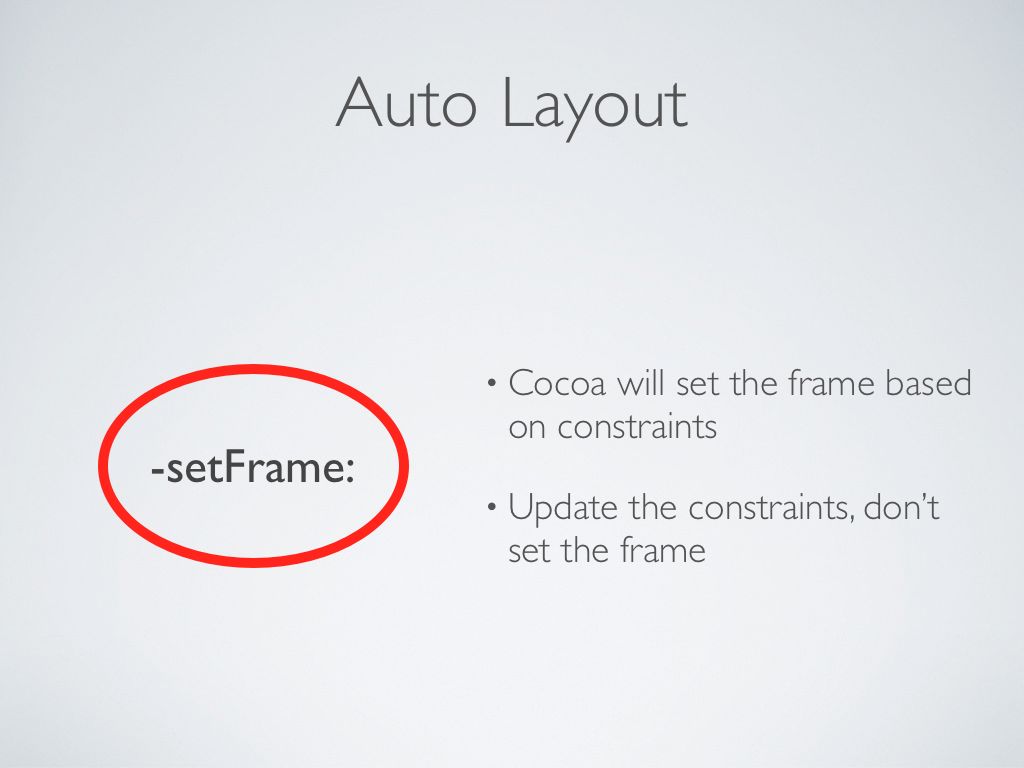 Auto Layout
-setFrame:
• Cocoa will set the frame based
on constraints
• Update the constraints, don’t
set the frame